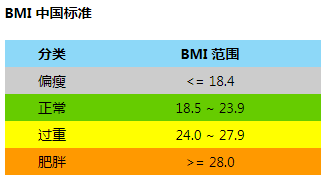 BMI 中国标准
分类 BMI 范围
偏瘦 <= 18.4
正常 18.5 ~ 23.9
过重 24.0 ~ 27.9
肥胖 >= 28.0